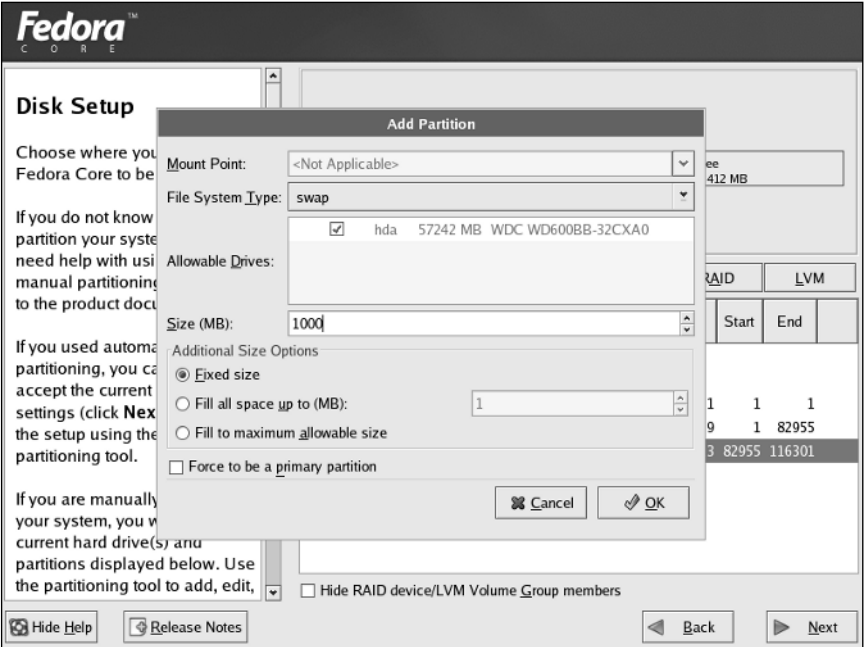 Fedora™
CORE
Disk Setup
Choose where you
Fedora Core to be
If you do not know
partition your syste
need help with usi
manual partitioning
to the product docu
If you used automa
partitioning, you ca
accept the current
settings (click Nex
the setup using the
partitioning tool.
If you are manually
your system, you w
current hard drive(s) and
partitions displayed below. Use
the partitioning tool to add, edit,
Add Partition
Mount Point: <Not Applicable>
File System Type: swap
Allowable Drives:
hda 57242 MB WDC WD600BB-32CXA0
Size (MB): 1000
Additional Size Options
Fixed size
Fill all space up to (MB): 1
Fill to maximum allowable size
Force to be a primary partition
Cancel OK
ee
412 MB
RAID LVM
Start End
1 1 1
9 1 82955
3 82955 116301
Hide RAID device/LVM Volume Group members
Hide Help Release Notes Back Next